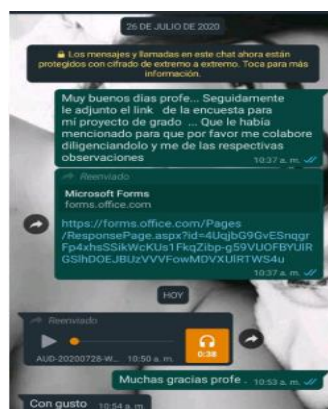 26 DE JULIO DE 2020
Los mensajes y llamadas en este chat ahora están
protegidos con cifrado de extremo a extremo. Toca para más
información.
Muy buenos días profe... Seguidamente
le adjunto el link de la encuesta para
mí proyecto de grado ... Que le había
mencionado para que por favor me colabore
diligenciandolo y me de las respectivas
observaciones
10:37 a. m.
Reenviado
Microsoft Forms
forms.office.com
https://forms.office.com/Pages
/ResponsePage.aspx?id=4UqjbG9GvESnqgr
Fp4xhsSSikWcKUs1FkqZibp-g59VUOFBYUlR
GSlhDOEJBUzVVVFowMDVXUlRTWS4u
10:37 a. m.
HOY
Reenviado
0:38
AUD-20200728-W... 10:50 a. m.
Muchas gracias profe . 10:53 a. m.
Con gusto 10:54 a. m.